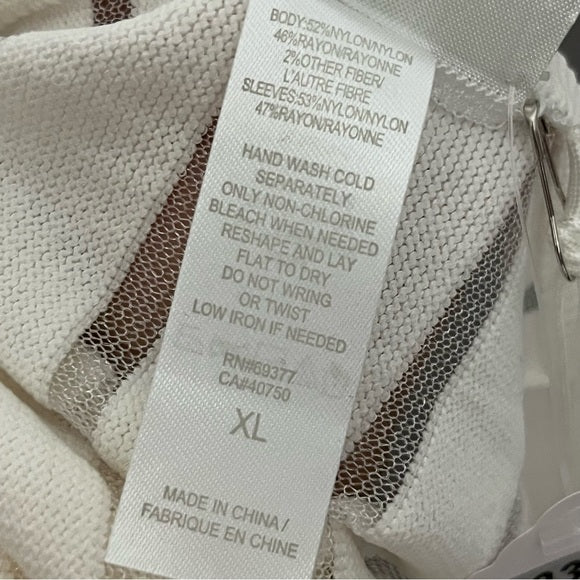 BODY:52%NYLON/NYLON
46%RAYON/RAYONNE
2%OTHER FIBER/
L'AUTRE FIBRE
SLEEVES:53%NYLON/NYLON
47%RAYON/RAYONNE
HAND WASH COLD
SEPARATELY
ONLY NON-CHLORINE
BLEACH WHEN NEEDED
RESHAPE AND LAY
FLAT TO DRY
DO NOT WRING
OR TWIST
LOW IRON IF NEEDED
RN#69377
CA#40750
XL
MADE IN CHINA/
FABRIQUE EN CHINE